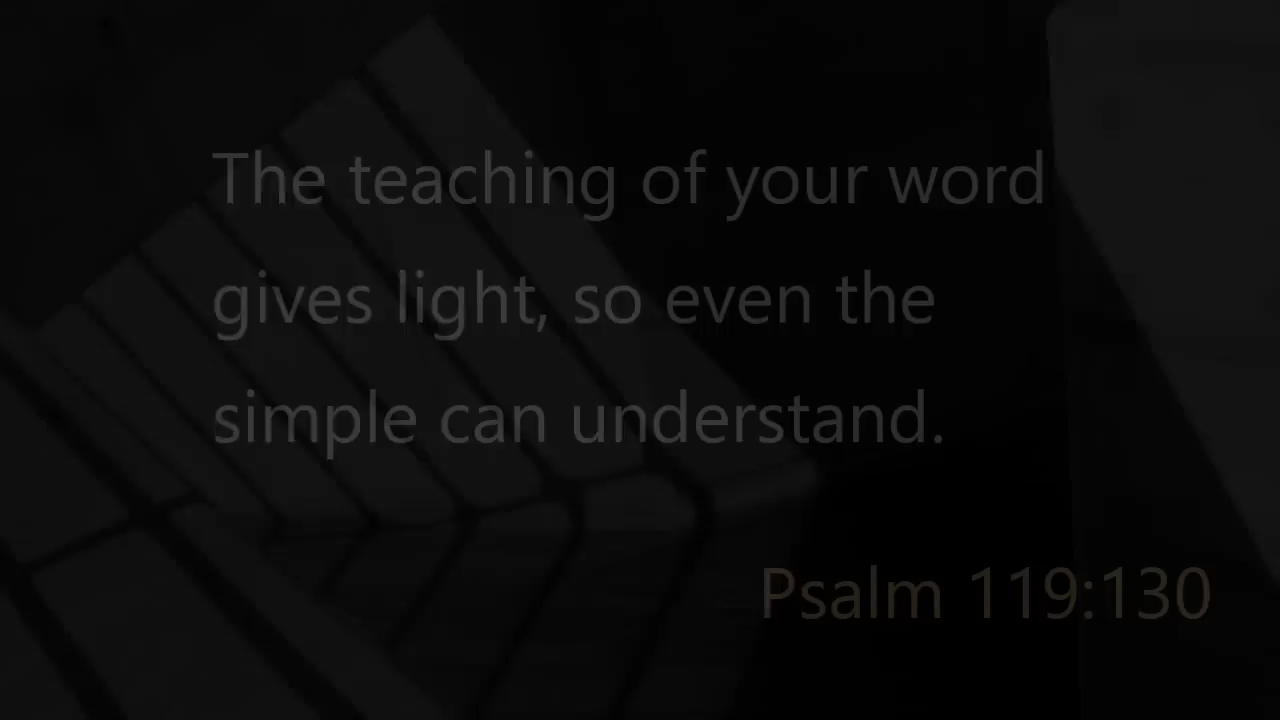 The teaching of your word
gives light, so even the
simple can understand.
Psalm 119:130